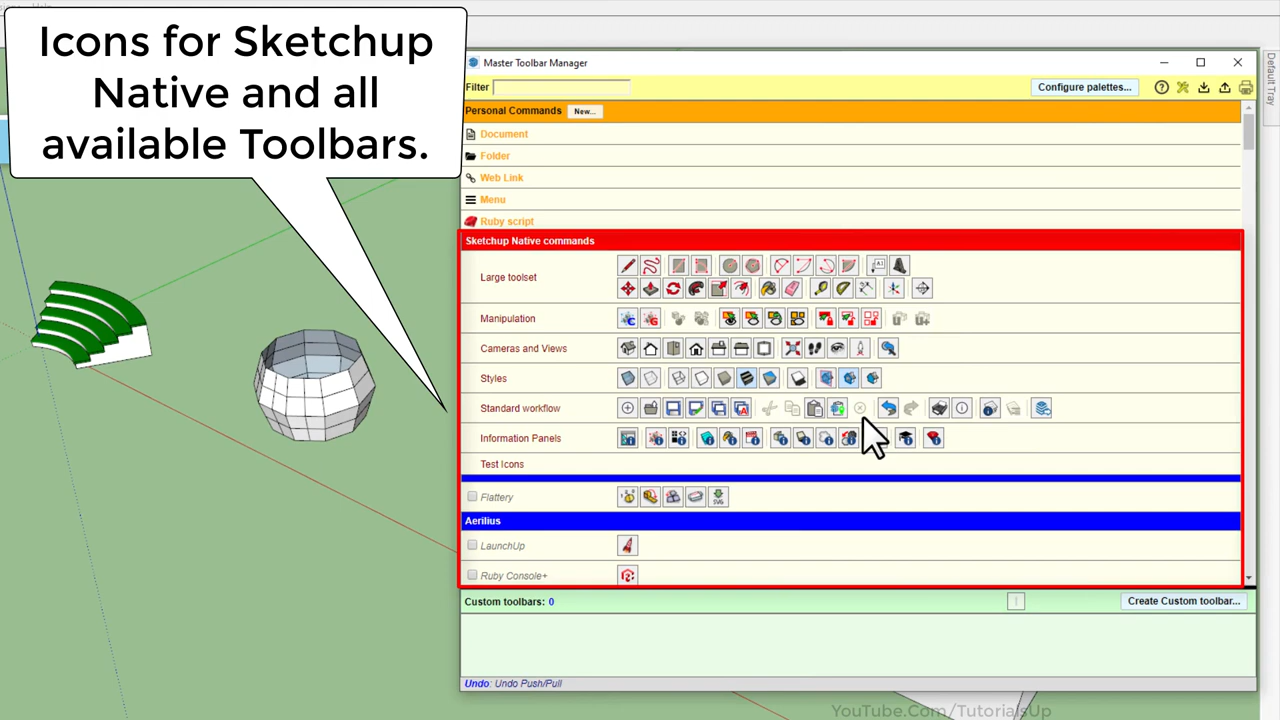 Icons for Sketchup
Native and all
available Toolbars.
Master Toolbar Manager
Filter
Configure palettes...
Personal Commands
New...
Document
Folder
Web Link
Menu
Ruby script
Sketchup Native commands
Large toolset
Manipulation
Cameras and Views
Styles
Standard workflow
Information Panels
Test Icons
Flattery
Aerilius
LaunchUp
Ruby Console+
Custom toolbars: 0
Create Custom toolbar...
Undo: Undo Push/Pull
Default Tray
YouTube.Com/TutorialsUp